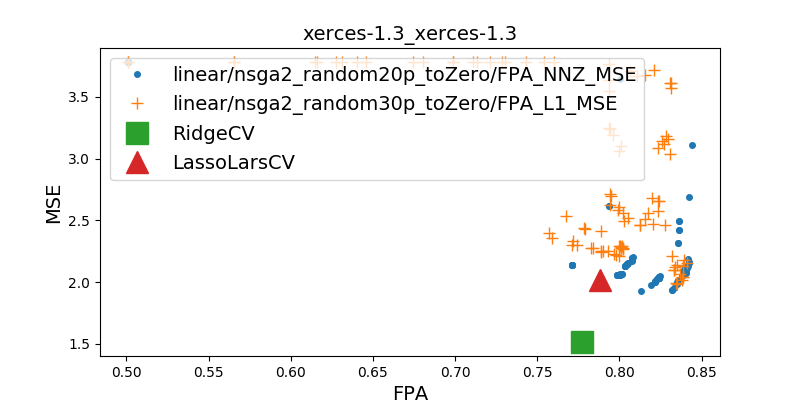 xerces-1.3_xerces-1.3
linear/nsga2_random20p_toZero/FPA_NNZ_MSE
linear/nsga2_random30p_toZero/FPA_L1_MSE
RidgeCV
LassoLarsCV
MSE
3.5
3.0
2.5
2.0
1.5
0.50 0.55 0.60 0.65 0.70 0.75 0.80 0.85
FPA